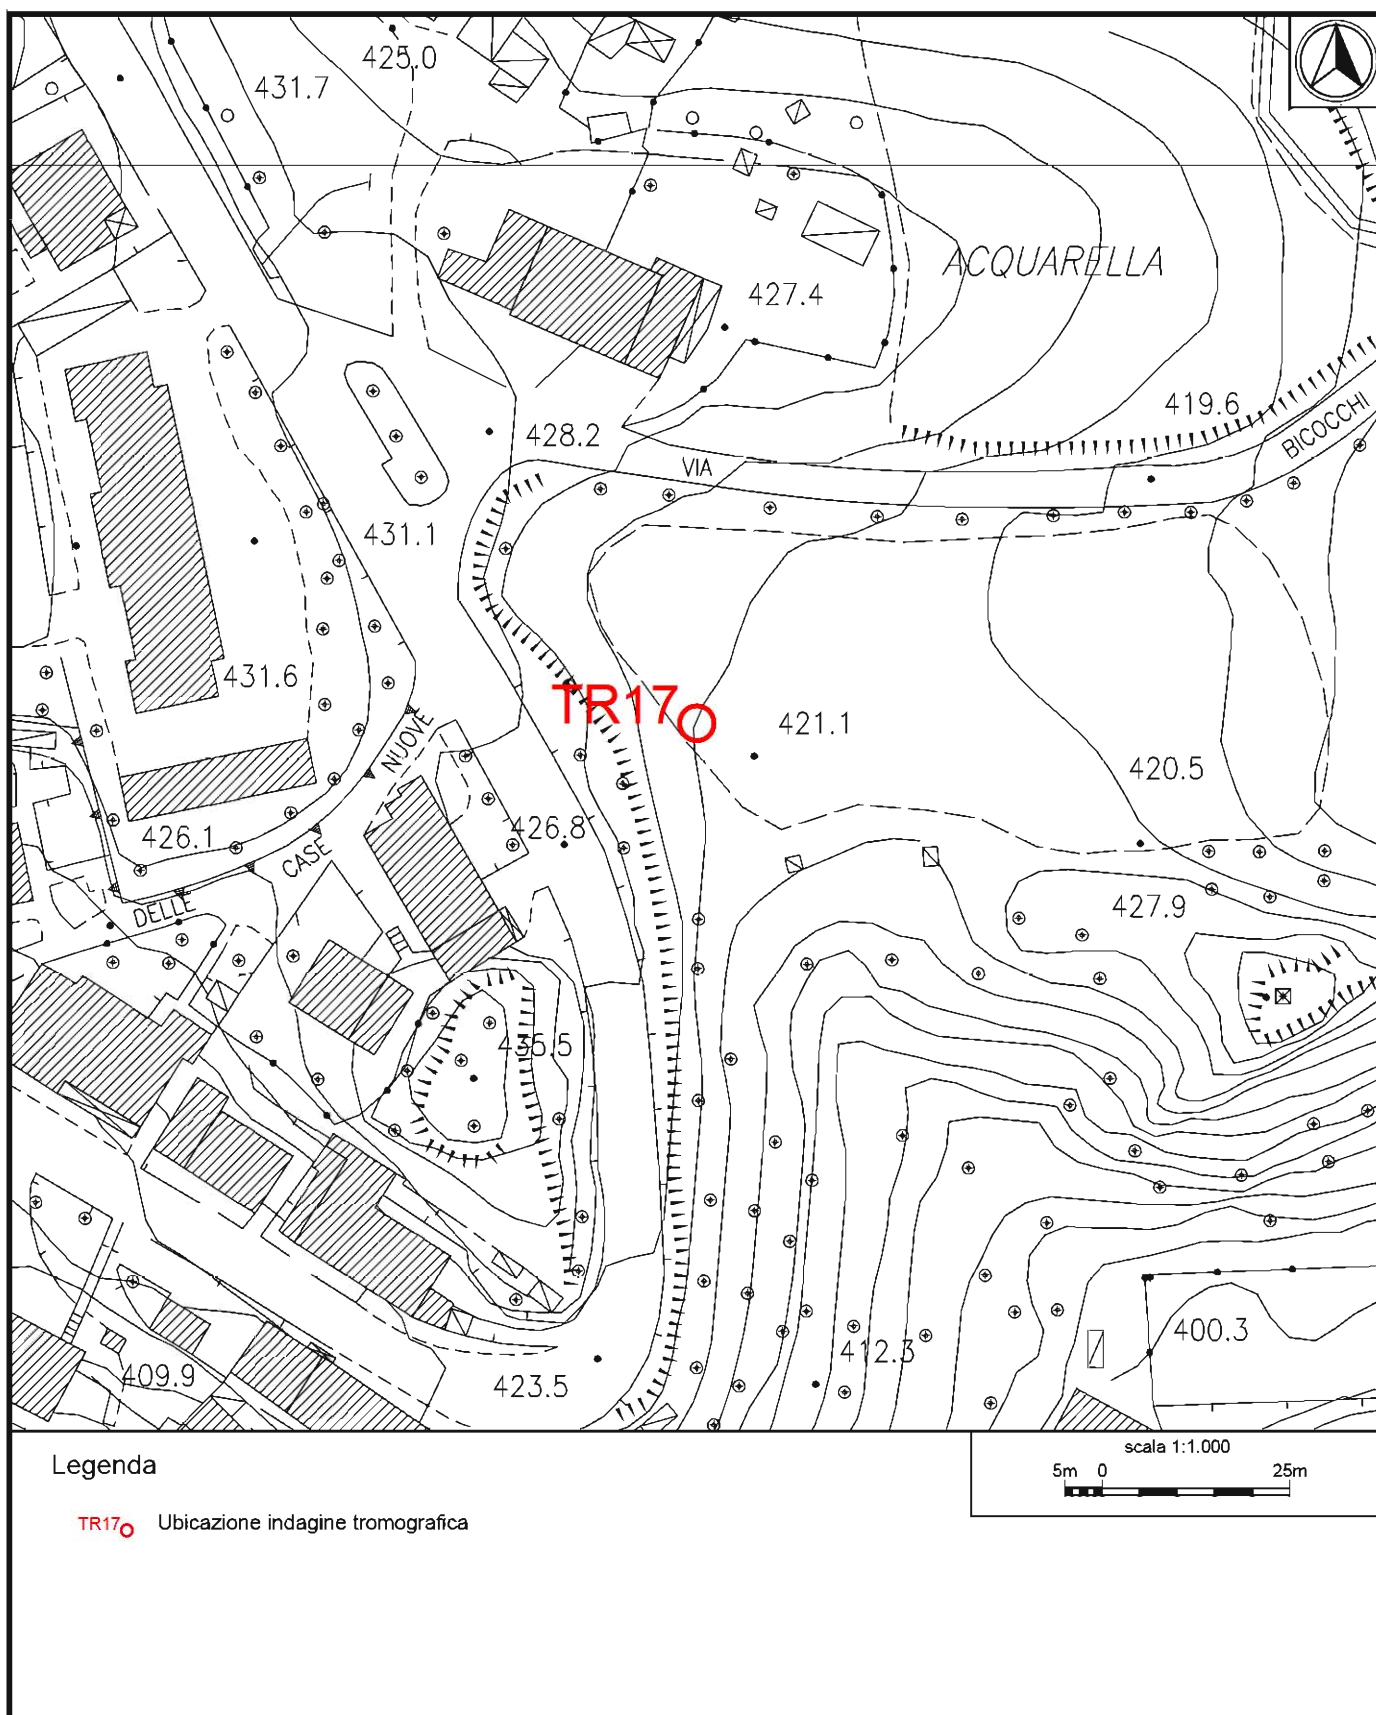 425.0
431.7
ACQUARELLA
427.4
419.6
BICOCCHI
428.2
VIA
431.1
431.6
TR17
421.1
NUOVE
420.5
426.8
426.1
CASE
DELLE
427.9
436.5
400.3
412.3
409.9
423.5
scala 1:1.000
Legenda
5m 0 25m
TR17 Ubicazione indagine tromografica